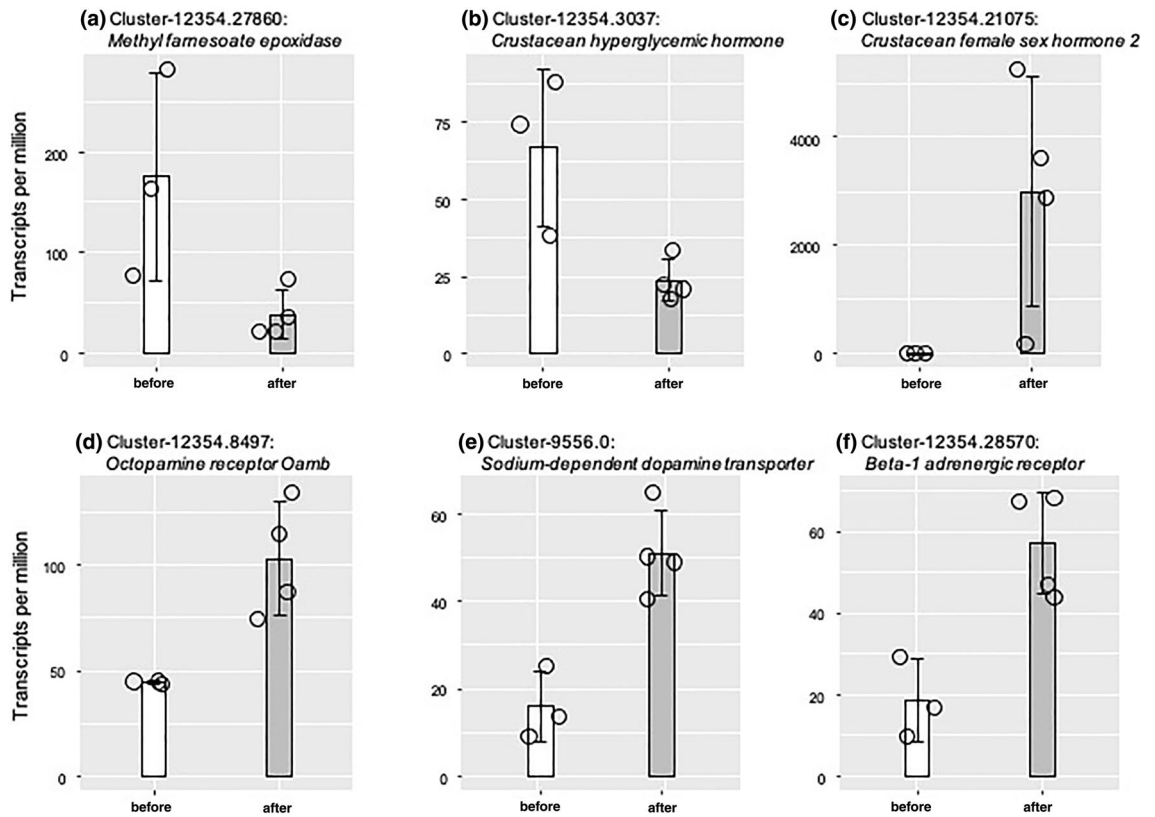 (a) Cluster-12354.27860:
Methyl farnesoate epoxidase
(b) Cluster-12354.3037:
Crustacean hyperglycemic hormone
(c) Cluster-12354.21075:
Crustacean female sex hormone 2
Transcripts per million
200
100
0
before
after
75
50
25
0
before
after
4000
2000
0
before
after
(d) Cluster-12354.8497:
Octopamine receptor Oamb
(e) Cluster-9556.0:
Sodium-dependent dopamine transporter
(f) Cluster-12354.28570:
Beta-1 adrenergic receptor
Transcripts per million
100
50
0
before
after
60
40
20
0
before
after
60
40
20
0
before
after